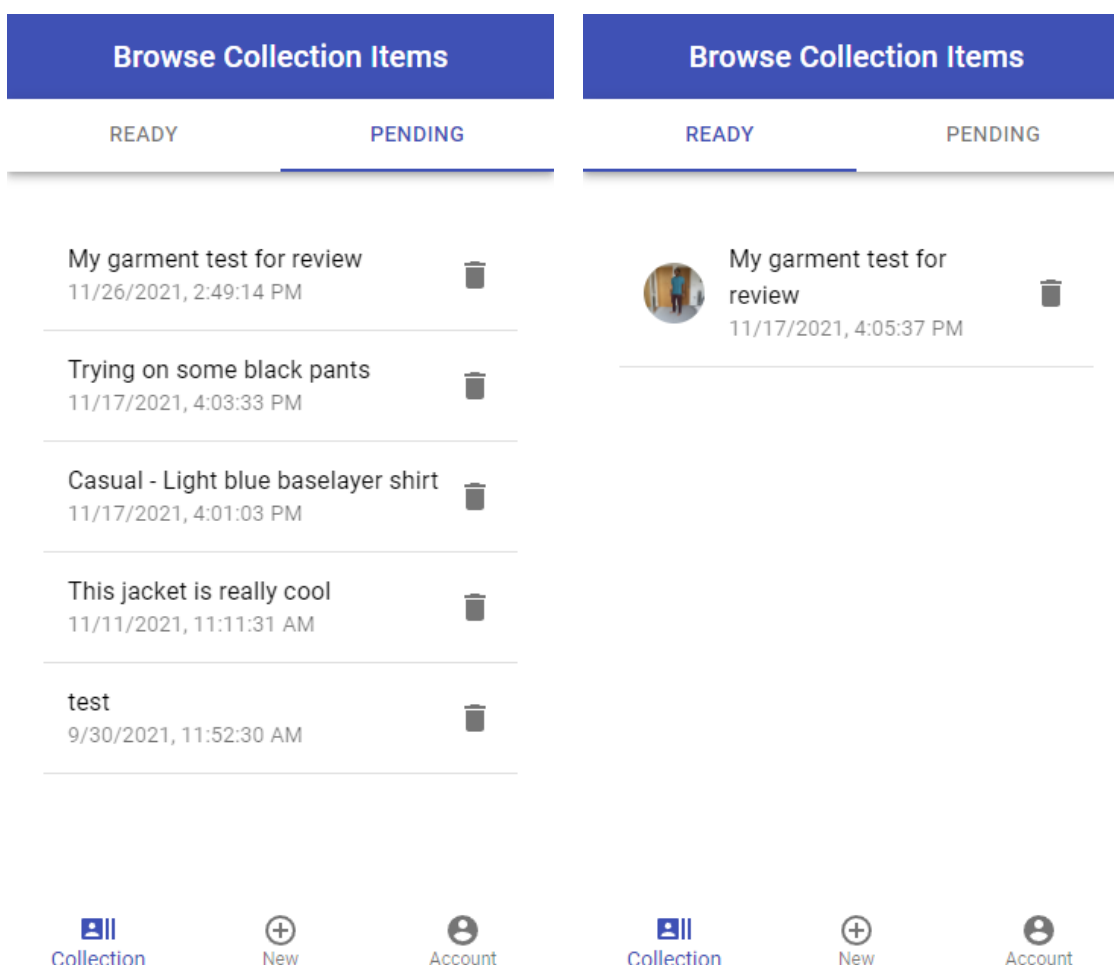 Browse Collection Items
READY PENDING
My garment test for review
11/26/2021, 2:49:14 PM
Trying on some black pants
11/17/2021, 4:03:33 PM
Casual - Light blue baselayer shirt
11/17/2021, 4:01:03 PM
This jacket is really cool
11/11/2021, 11:11:31 AM
test
9/30/2021, 11:52:30 AM
Collection New Account
Browse Collection Items
READY PENDING
My garment test for
review
11/17/2021, 4:05:37 PM
Collection New Account